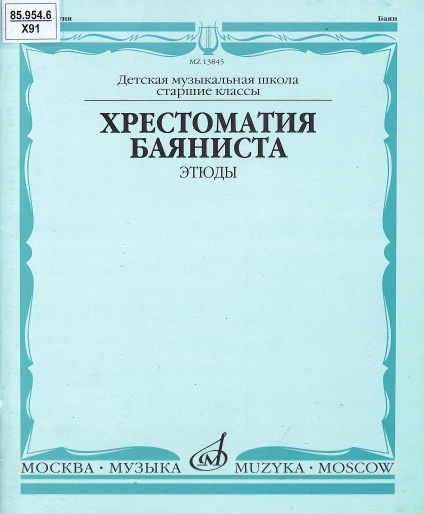 85.954.6
Х91
Баян
MZ 13845
Детская музыкальная школа
старшие классы
ХРЕСТОМАТИЯ
БАЯНИСТА
ЭТЮДЫ
МОСКВА · МУЗЫКА
MUZYKA · MOSCOW